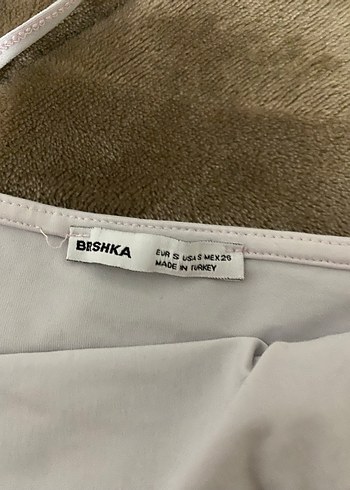 BERSHKA
EUR S USA S MEX 26
MADE IN TURKEY